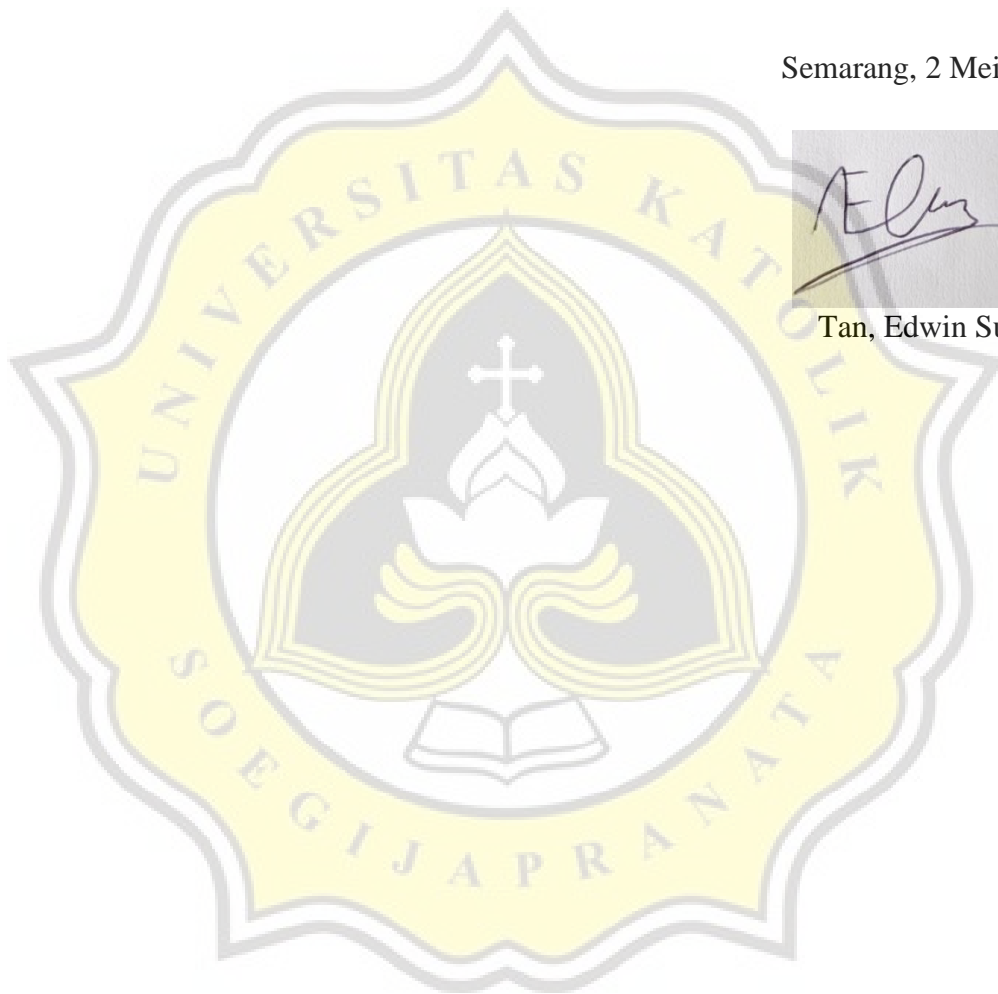 Semarang, 2 Mei
Tan, Edwin Su
UNIVERSITAS KATOLIK
SOEGIJAPRANATA